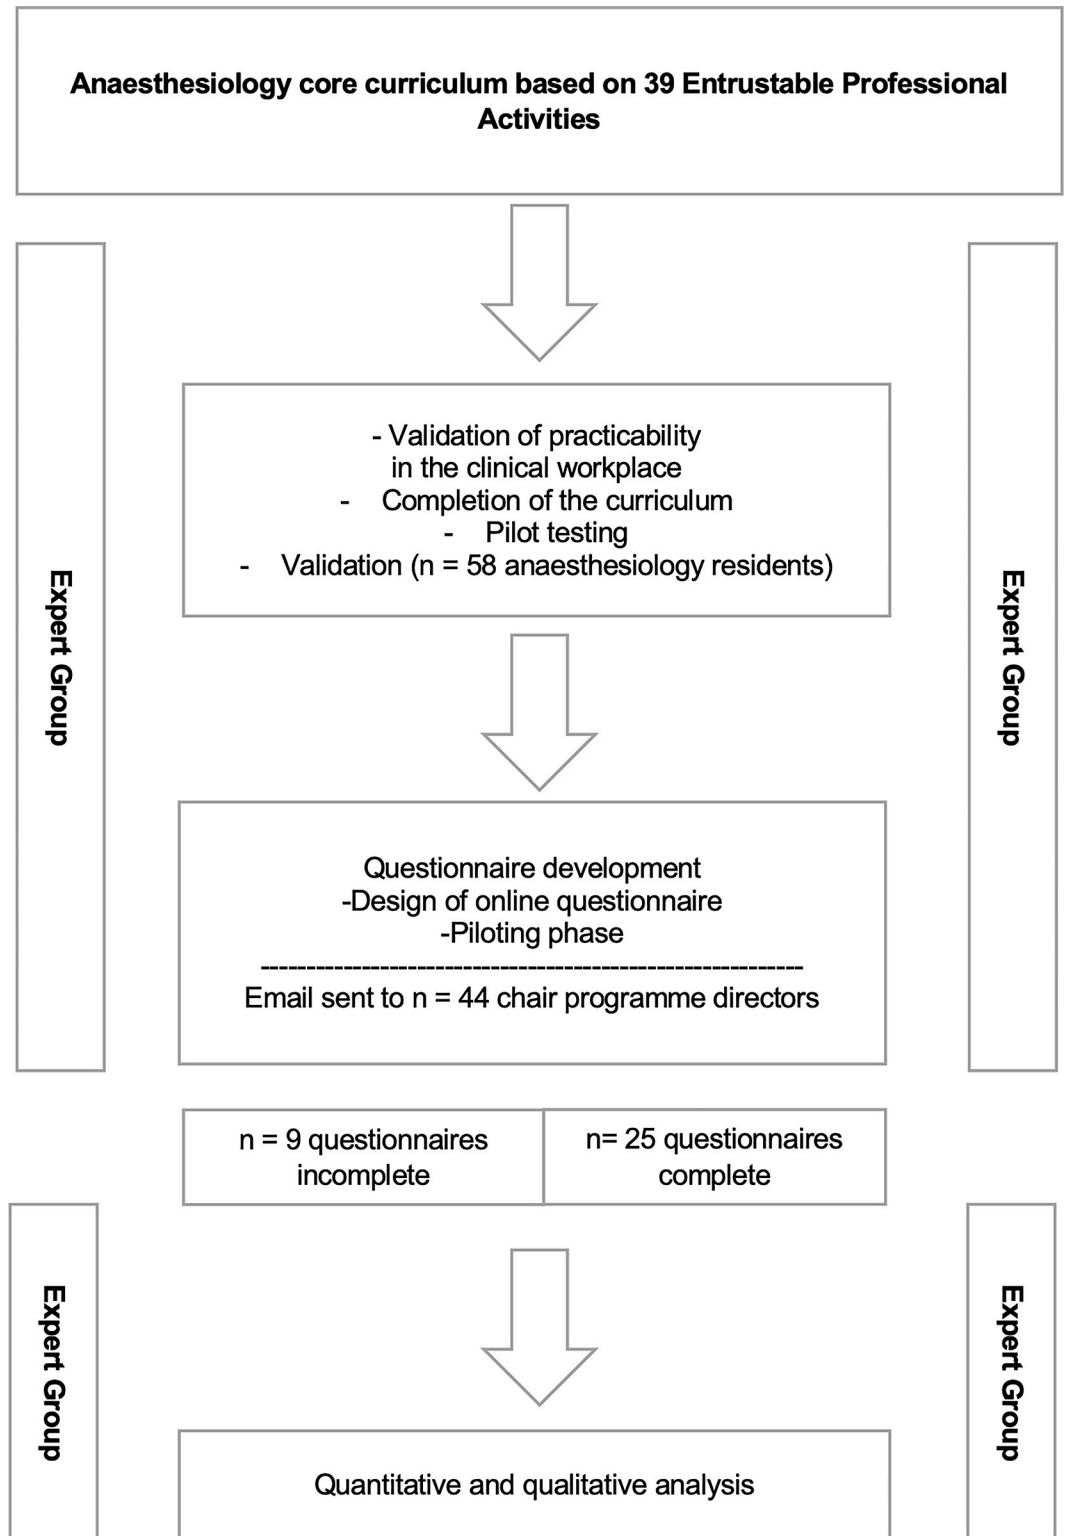 Anaesthesiology core curriculum based on 39 Entrustable Professional
Activities
Expert Group
Expert Group
- Validation of practicability
in the clinical workplace
- Completion of the curriculum
- Pilot testing
- Validation (n = 58 anaesthesiology residents)
Questionnaire development
-Design of online questionnaire
-Piloting phase
------------------------------------------------------------
Email sent to n = 44 chair programme directors
n = 9 questionnaires
incomplete
n= 25 questionnaires
complete
Expert Group
Expert Group
Quantitative and qualitative analysis